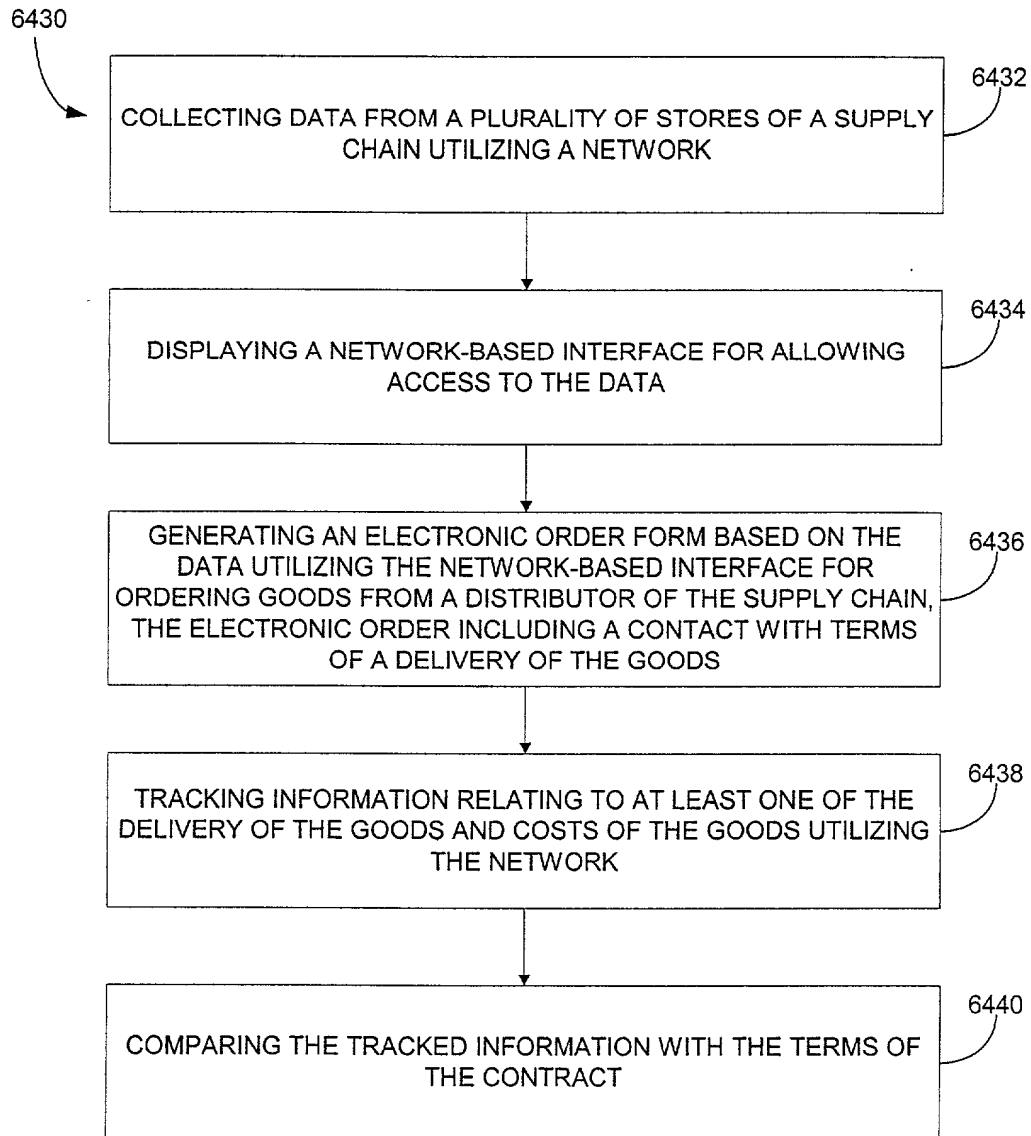 6430
6432
COLLECTING DATA FROM A PLURALITY OF STORES OF A SUPPLY
CHAIN UTILIZING A NETWORK
6434
DISPLAYING A NETWORK-BASED INTERFACE FOR ALLOWING
ACCESS TO THE DATA
6436
GENERATING AN ELECTRONIC ORDER FORM BASED ON THE
DATA UTILIZING THE NETWORK-BASED INTERFACE FOR
ORDERING GOODS FROM A DISTRIBUTOR OF THE SUPPLY CHAIN,
THE ELECTRONIC ORDER INCLUDING A CONTACT WITH TERMS
OF A DELIVERY OF THE GOODS
6438
TRACKING INFORMATION RELATING TO AT LEAST ONE OF THE
DELIVERY OF THE GOODS AND COSTS OF THE GOODS UTILIZING
THE NETWORK
6440
COMPARING THE TRACKED INFORMATION WITH THE TERMS OF
THE CONTRACT